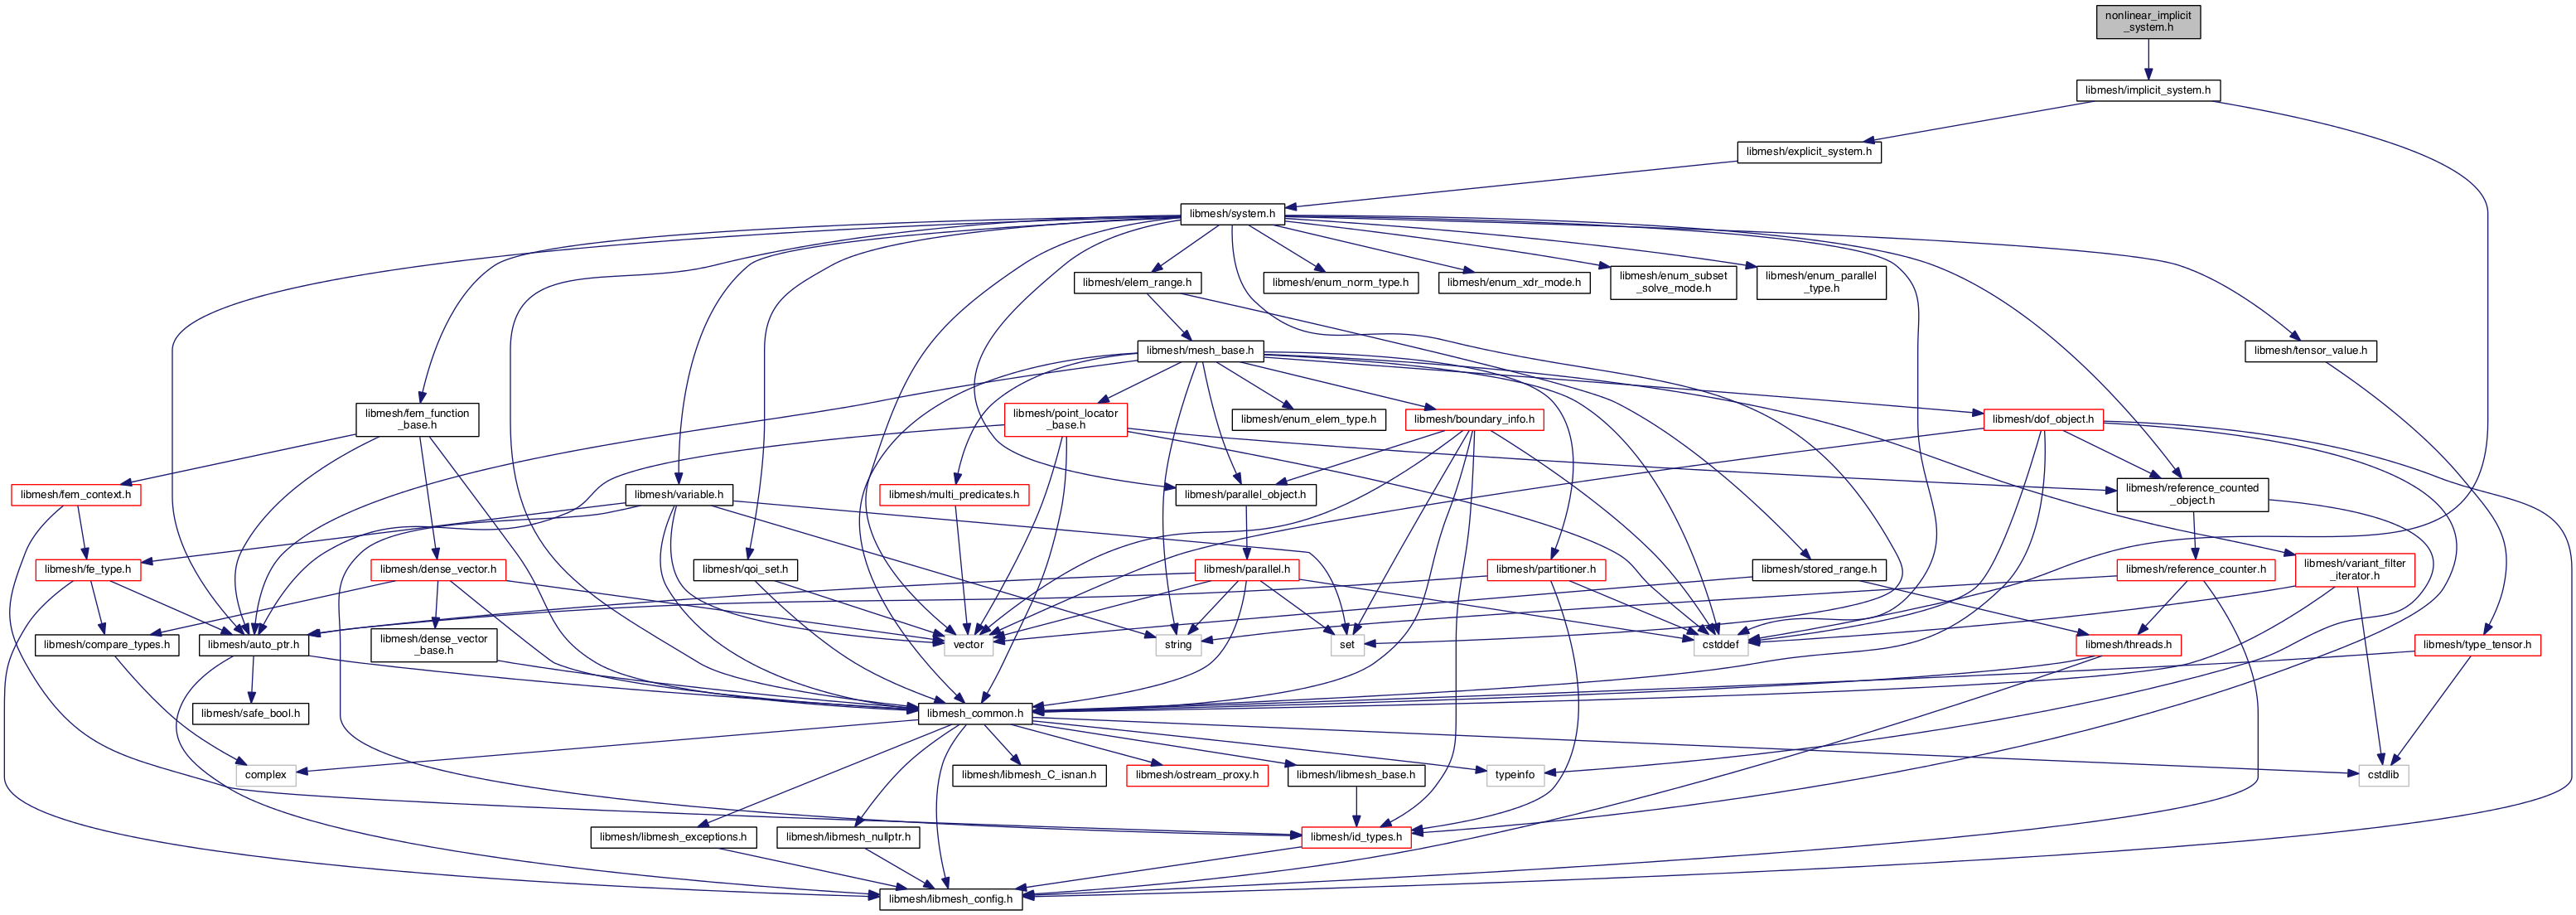 nonlinear_implicit
_system.h
libmesh/implicit_system.h
libmesh/explicit_system.h
libmesh/system.h
libmesh/elem_range.h
libmesh/enum_norm_type.h
libmesh/enum_xdr_mode.h
libmesh/enum_subset
_solve_mode.h
libmesh/enum_parallel
_type.h
libmesh/mesh_base.h
libmesh/tensor_value.h
libmesh/fem_function
_base.h
libmesh/point_locator
_base.h
libmesh/enum_elem_type.h
libmesh/boundary_info.h
libmesh/dof_object.h
libmesh/fem_context.h
libmesh/variable.h
libmesh/multi_predicates.h
libmesh/parallel_object.h
libmesh/reference_counted
_object.h
libmesh/fe_type.h
libmesh/dense_vector.h
libmesh/qoi_set.h
libmesh/parallel.h
libmesh/partitioner.h
libmesh/stored_range.h
libmesh/reference_counter.h
libmesh/variant_filter
_iterator.h
libmesh/compare_types.h
libmesh/auto_ptr.h
libmesh/dense_vector
_base.h
vector
string
set
cstddef
libmesh/threads.h
libmesh/type_tensor.h
libmesh/safe_bool.h
libmesh_common.h
complex
libmesh/libmesh_C_isnan.h
libmesh/ostream_proxy.h
libmesh/libmesh_base.h
typeinfo
cstdlib
libmesh/libmesh_exceptions.h
libmesh/libmesh_nullptr.h
libmesh/id_types.h
libmesh/libmesh_config.h